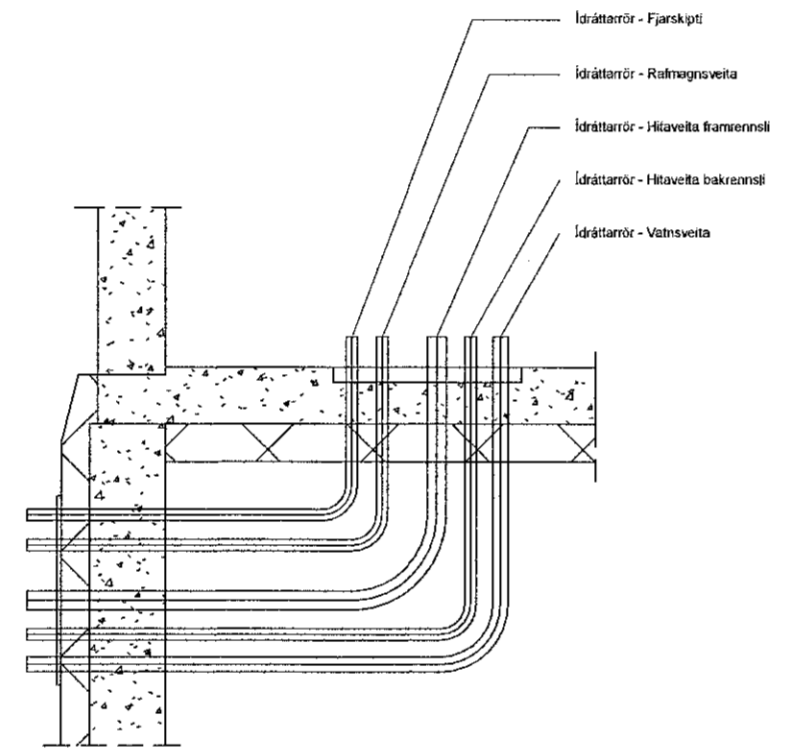 Ídráttarrör - Fjarskipti
Ídráttarrör - Rafmagnsveita
Ídráttarrör - Hitaveita framrennsli
Ídráttarrör - Hitaveita bakrennsli
Ídráttarrör - Vatnsveita